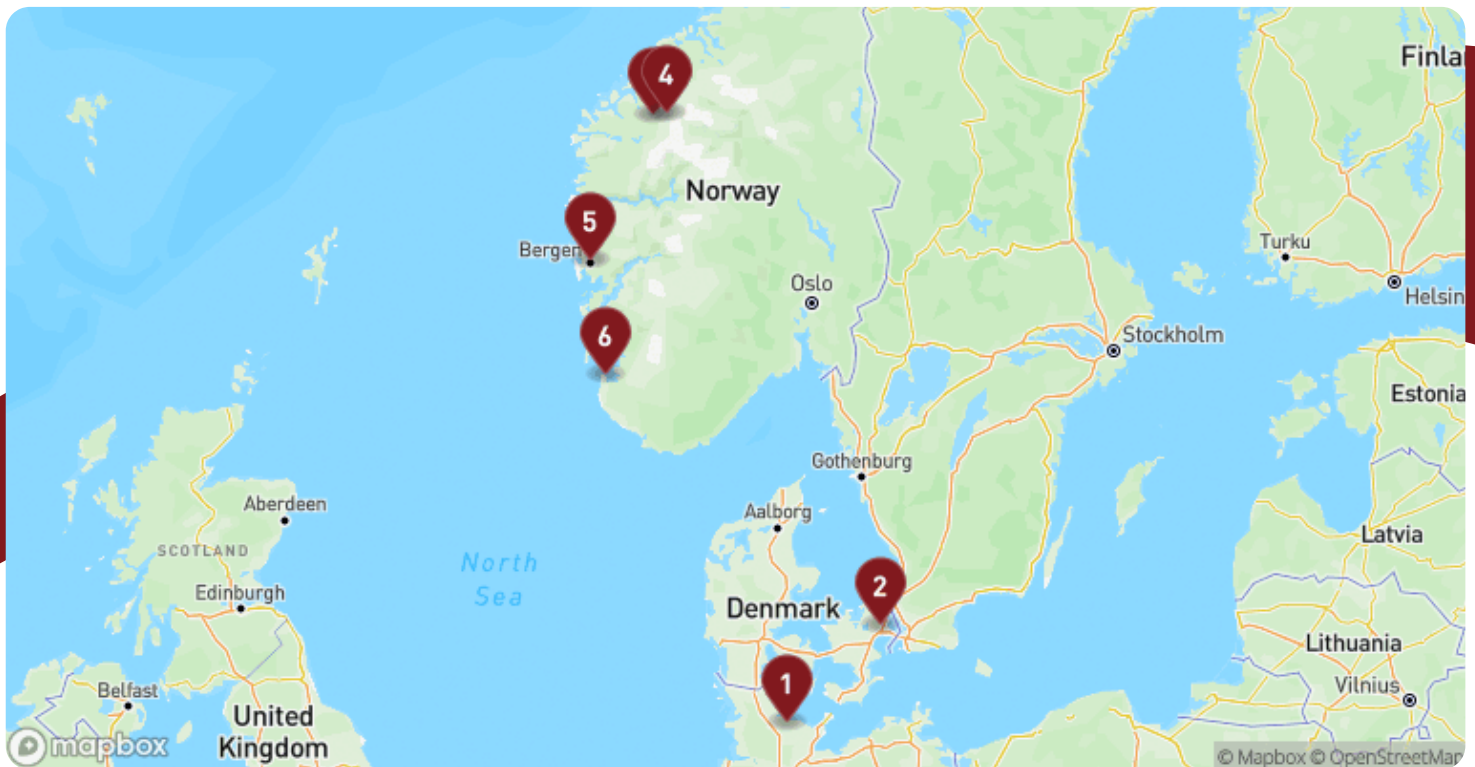 Finla
4
Norway
5
Bergen
Turku
Oslo
Helsin
6
Stockholm
Estonia
Gothenburg
Aberdeen
Aalborg
SCOTLAND
Latvia
North
Sea
Edinburgh
2
Denmark
Lithuania
1
Belfast
Vilnius
United
Kingdom
mapbox
© Mapbox © OpenStreetMap